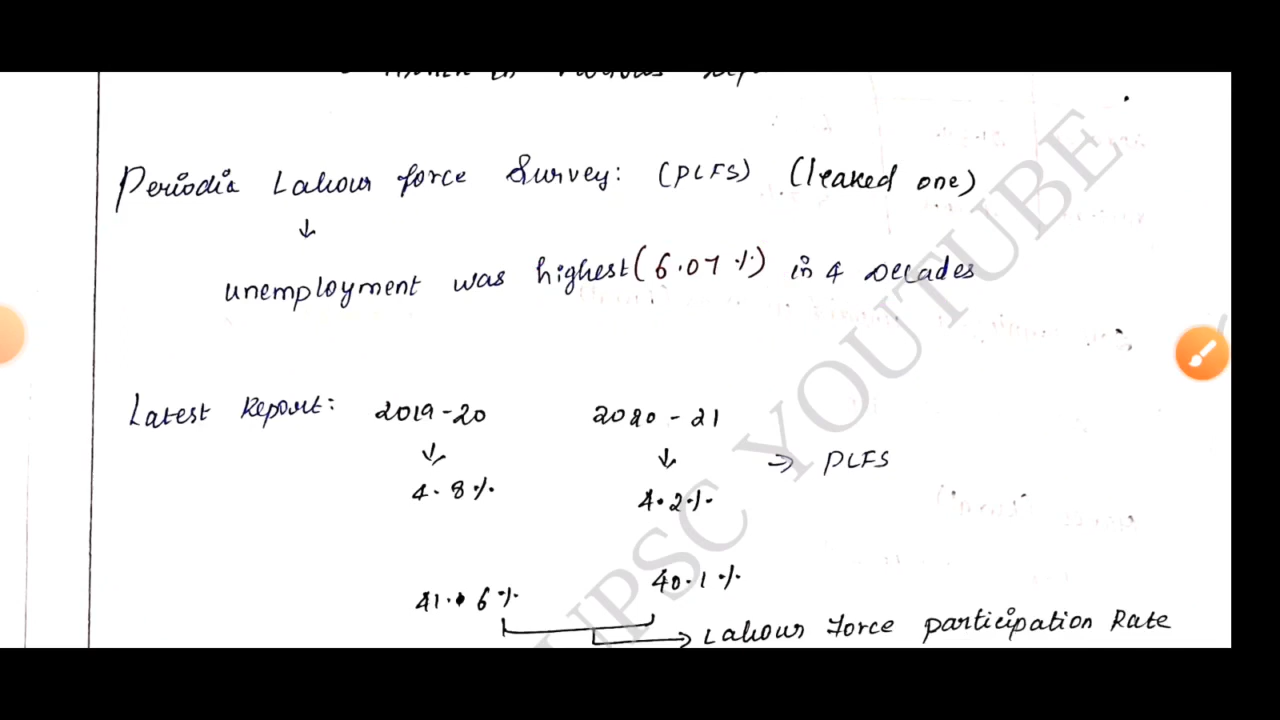 Periodic Labour force Survey: (PLFS) (leaked one)
↓
unemployment was highest (6.07%) in 4 Decades
Latest Report: 2019-20 2020-21
↓ ↓ ⇒ PLFS
4.8% 4.2%
41.6% 40.1%
→ Labour Force participation Rate
UPSC YOUTUBE